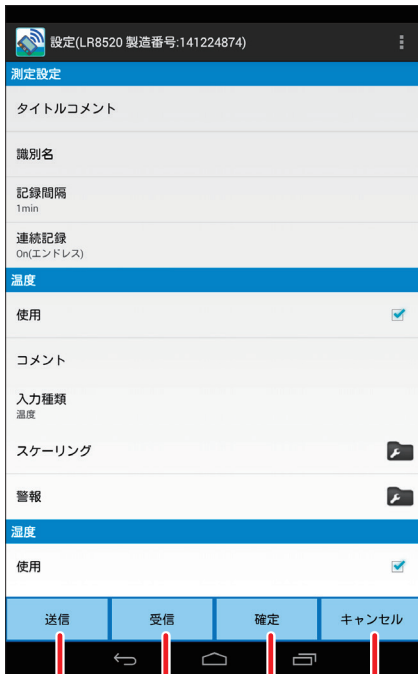 設定(LR8520 製造番号:141224874)
測定設定
タイトルコメント
識別名
記録間隔
1min
連続記録
On(エンドレス)
温度
使用
コメント
入力種類
温度
スケーリング
警報
湿度
使用
送信 受信 確定 キャンセル